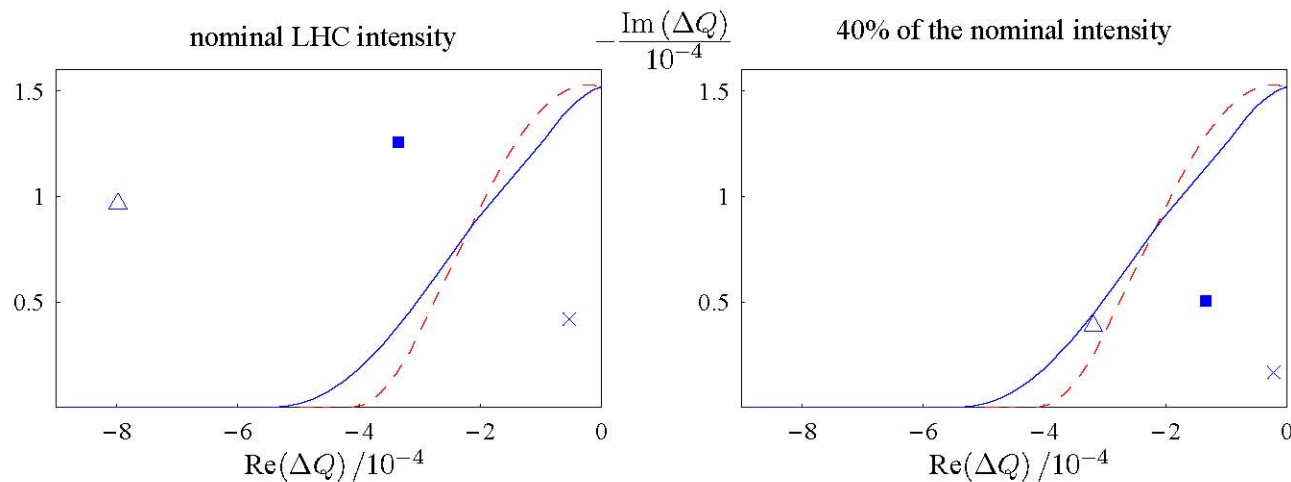 nominal LHC intensity
−Im (ΔQ)
10⁻⁴
40% of the nominal intensity
1.5
1
0.5
−8 −6 −4 −2 0
Re(ΔQ) /10⁻⁴
1.5
1
0.5
−8 −6 −4 −2 0
Re(ΔQ) /10⁻⁴